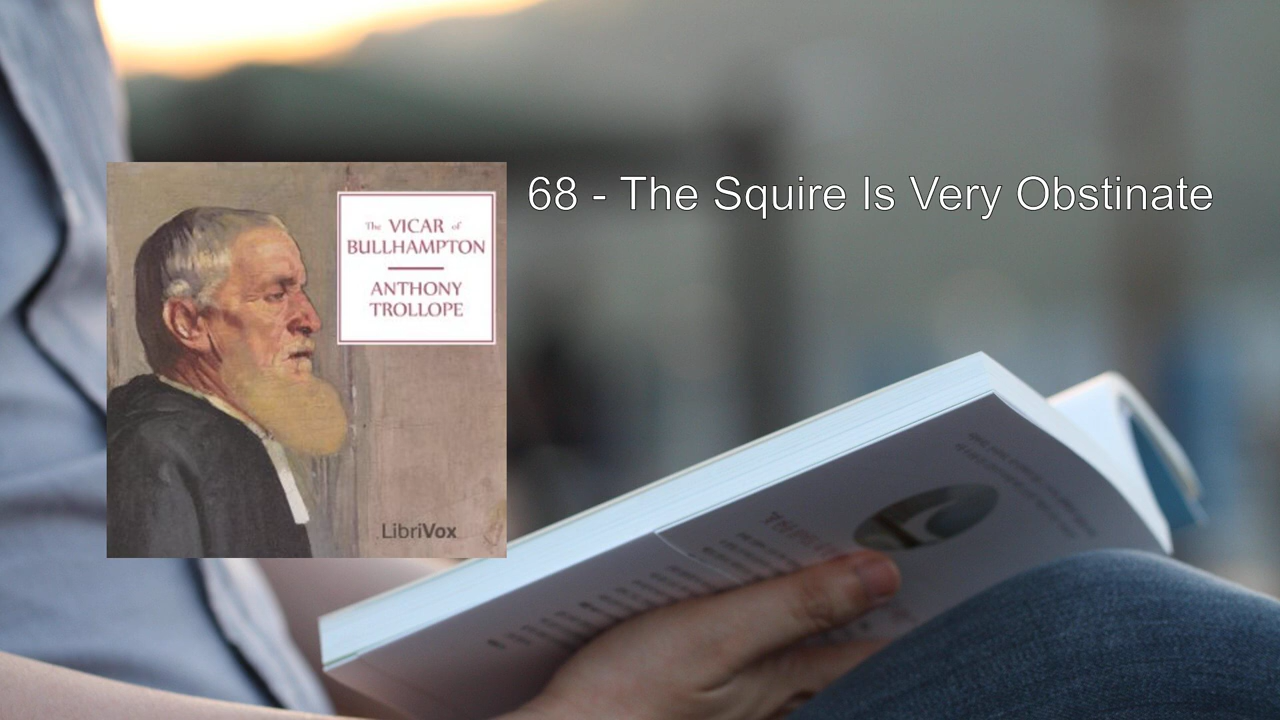 68 - The Squire Is Very Obstinate
The VICAR of
BULLHAMPTON
ANTHONY
TROLLOPE
LibriVox